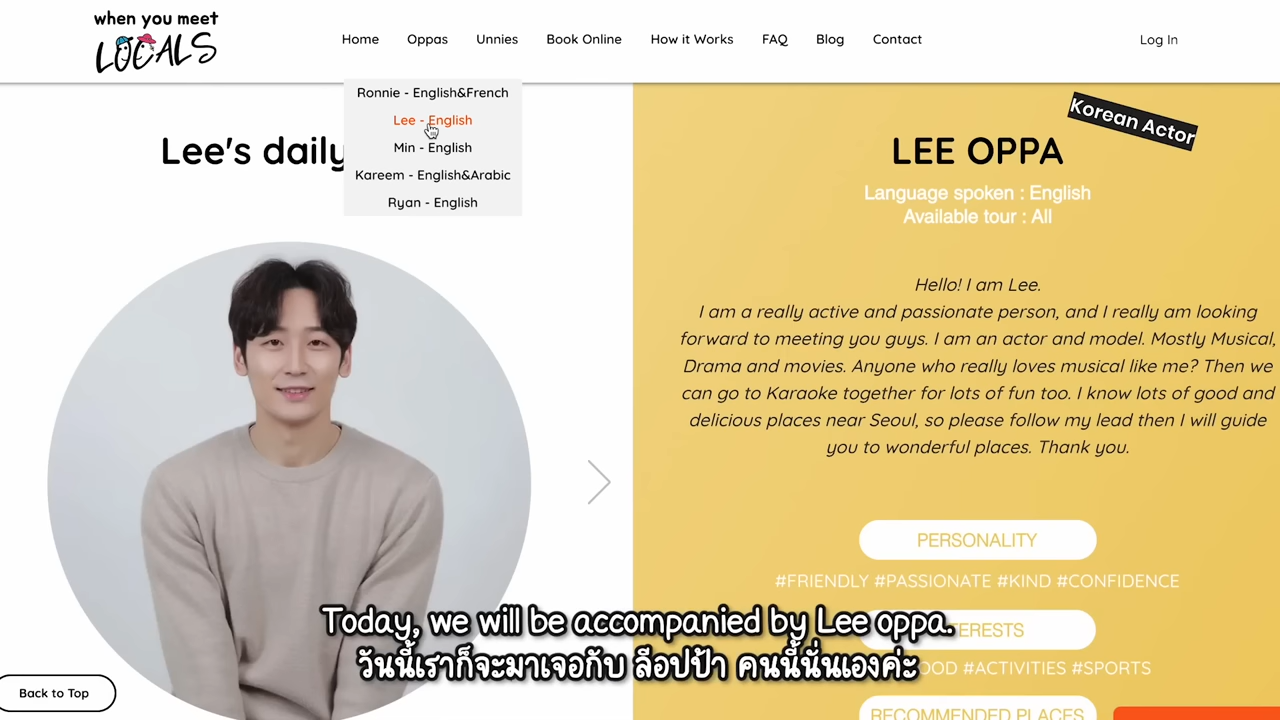 when you meet
LOCALS
Home Oppas Unnies Book Online How it Works FAQ Blog Contact
Log In
Ronnie - English&French
Lee - English
Min - English
Kareem - English&Arabic
Ryan - English
Lee's daily
Korean Actor
LEE OPPA
Language spoken : English
Available tour : All
Hello! I am Lee.
I am a really active and passionate person, and I really am looking
forward to meeting you guys. I am an actor and model. Mostly Musical,
Drama and movies. Anyone who really loves musical like me? Then we
can go to Karaoke together for lots of fun too. I know lots of good and
delicious places near Seoul, so please follow my lead then I will guide
you to wonderful places. Thank you.
PERSONALITY
#FRIENDLY #PASSIONATE #KIND #CONFIDENCE
#ACTIVITIES #SPORTS
RECOMMENDED PLACES
Today, we will be accompanied by Lee oppa.
วันนี้เราก็จะมาเจอกับ ลีอปป้า คนนี้นั่นเองค่ะ
Back to Top